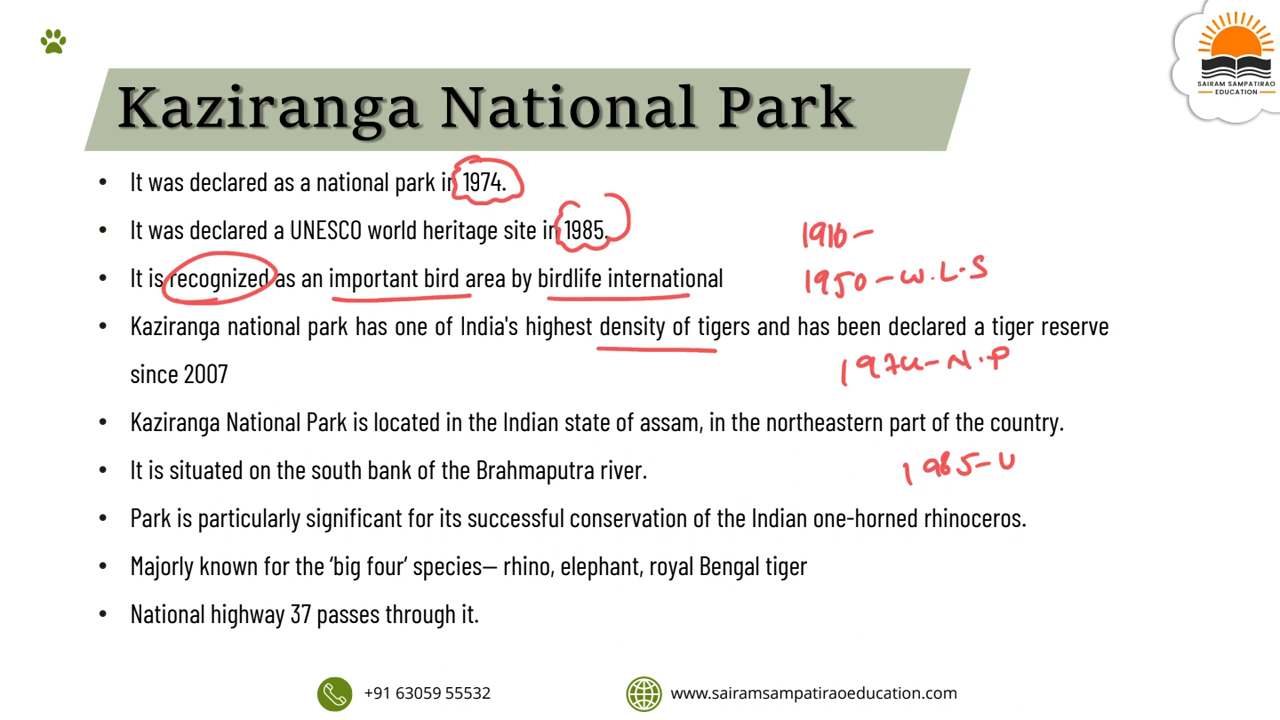 SAIRAM SAMPATIRAO
EDUCATION
Kaziranga National Park
• It was declared as a national park in 1974.
• It was declared a UNESCO world heritage site in 1985.
1916 –
• It is recognized as an important bird area by birdlife international
1950 – W.L.S
• Kaziranga national park has one of India's highest density of tigers and has been declared a tiger reserve
since 2007
1974 – N.P
• Kaziranga National Park is located in the Indian state of assam, in the northeastern part of the country.
• It is situated on the south bank of the Brahmaputra river.
1985 – U
• Park is particularly significant for its successful conservation of the Indian one-horned rhinoceros.
• Majorly known for the ‘big four’ species— rhino, elephant, royal Bengal tiger
• National highway 37 passes through it.
+91 63059 55532
www.sairamsampatiraoeducation.com